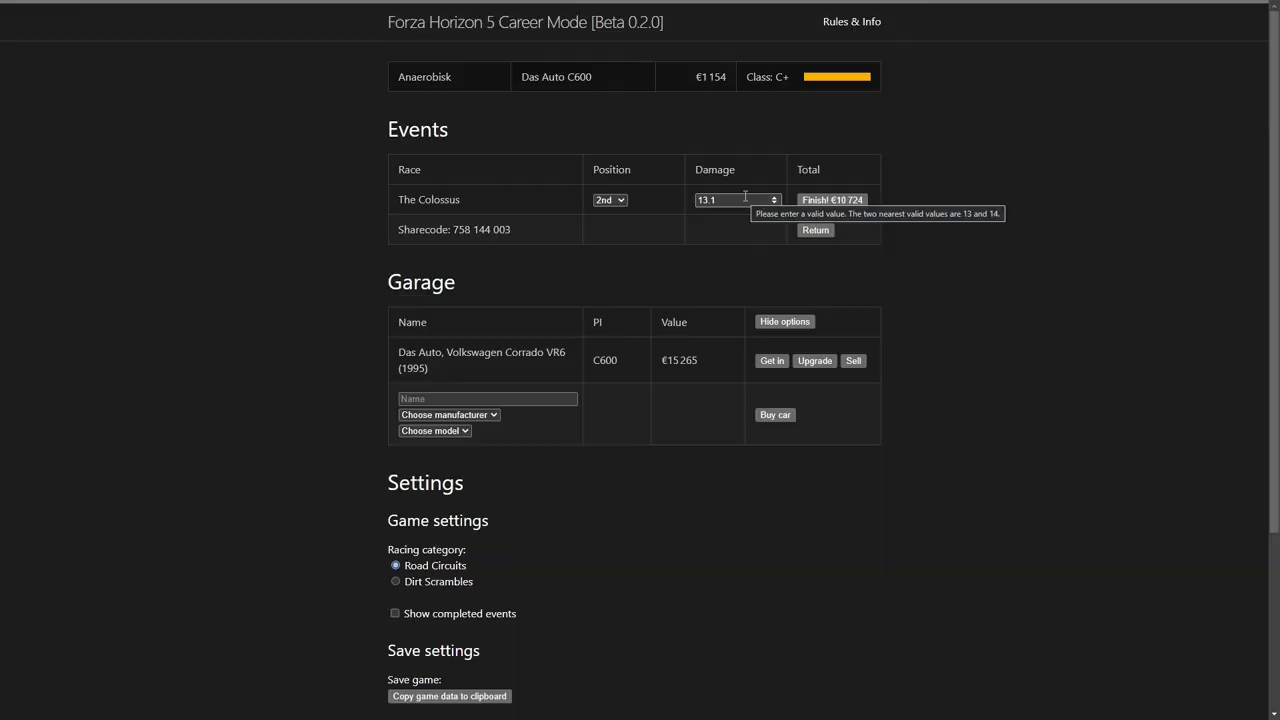 Forza Horizon 5 Career Mode [Beta 0.2.0]
Rules & Info
Anaerobisk
Das Auto C600
€1 154
Class: C+
Events
Race
Position
Damage
Total
The Colossus
2nd
13.1
Finish! €10 724
Please enter a valid value. The two nearest valid values are 13 and 14.
Sharecode: 758 144 003
Return
Garage
Name
PI
Value
Hide options
Das Auto, Volkswagen Corrado VR6
(1995)
C600
€15 265
Get in
Upgrade
Sell
Name
Choose manufacturer
Choose model
Buy car
Settings
Game settings
Racing category:
Road Circuits
Dirt Scrambles
Show completed events
Save settings
Save game:
Copy game data to clipboard